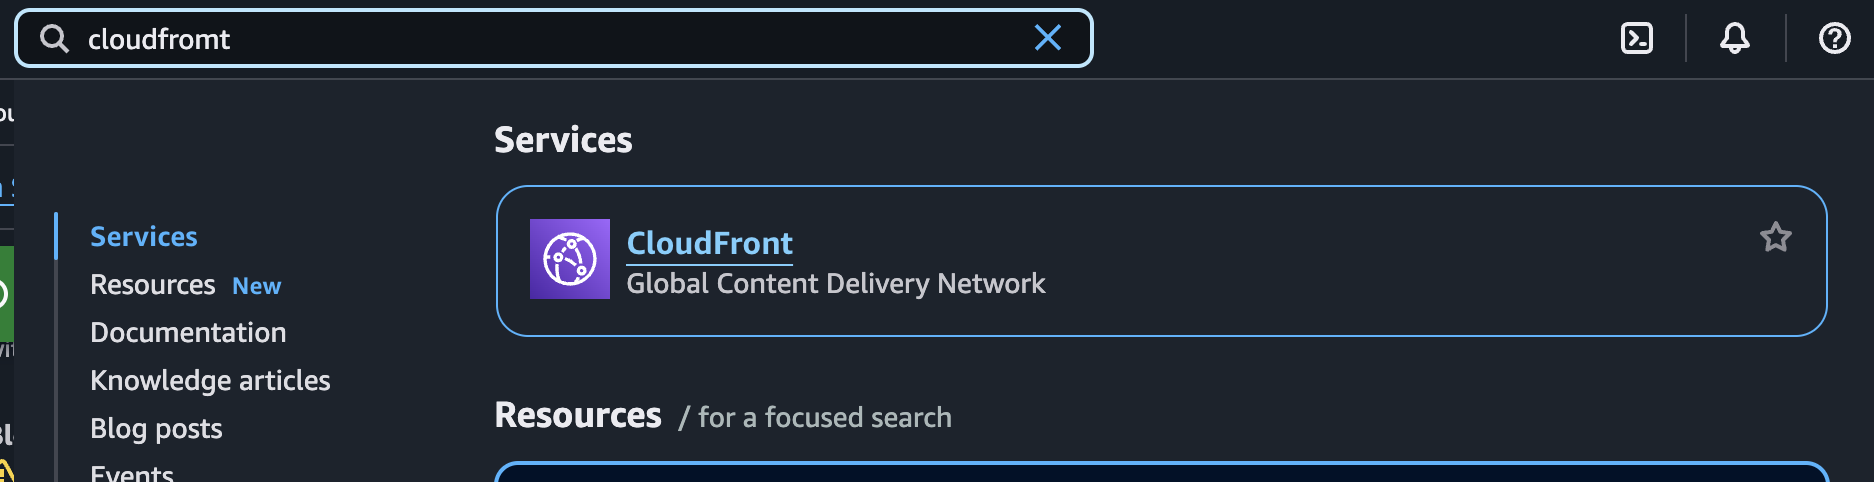 cloudfromt
Services
Services
Resources New
Documentation
Knowledge articles
Blog posts
Events
CloudFront
Global Content Delivery Network
Resources / for a focused search